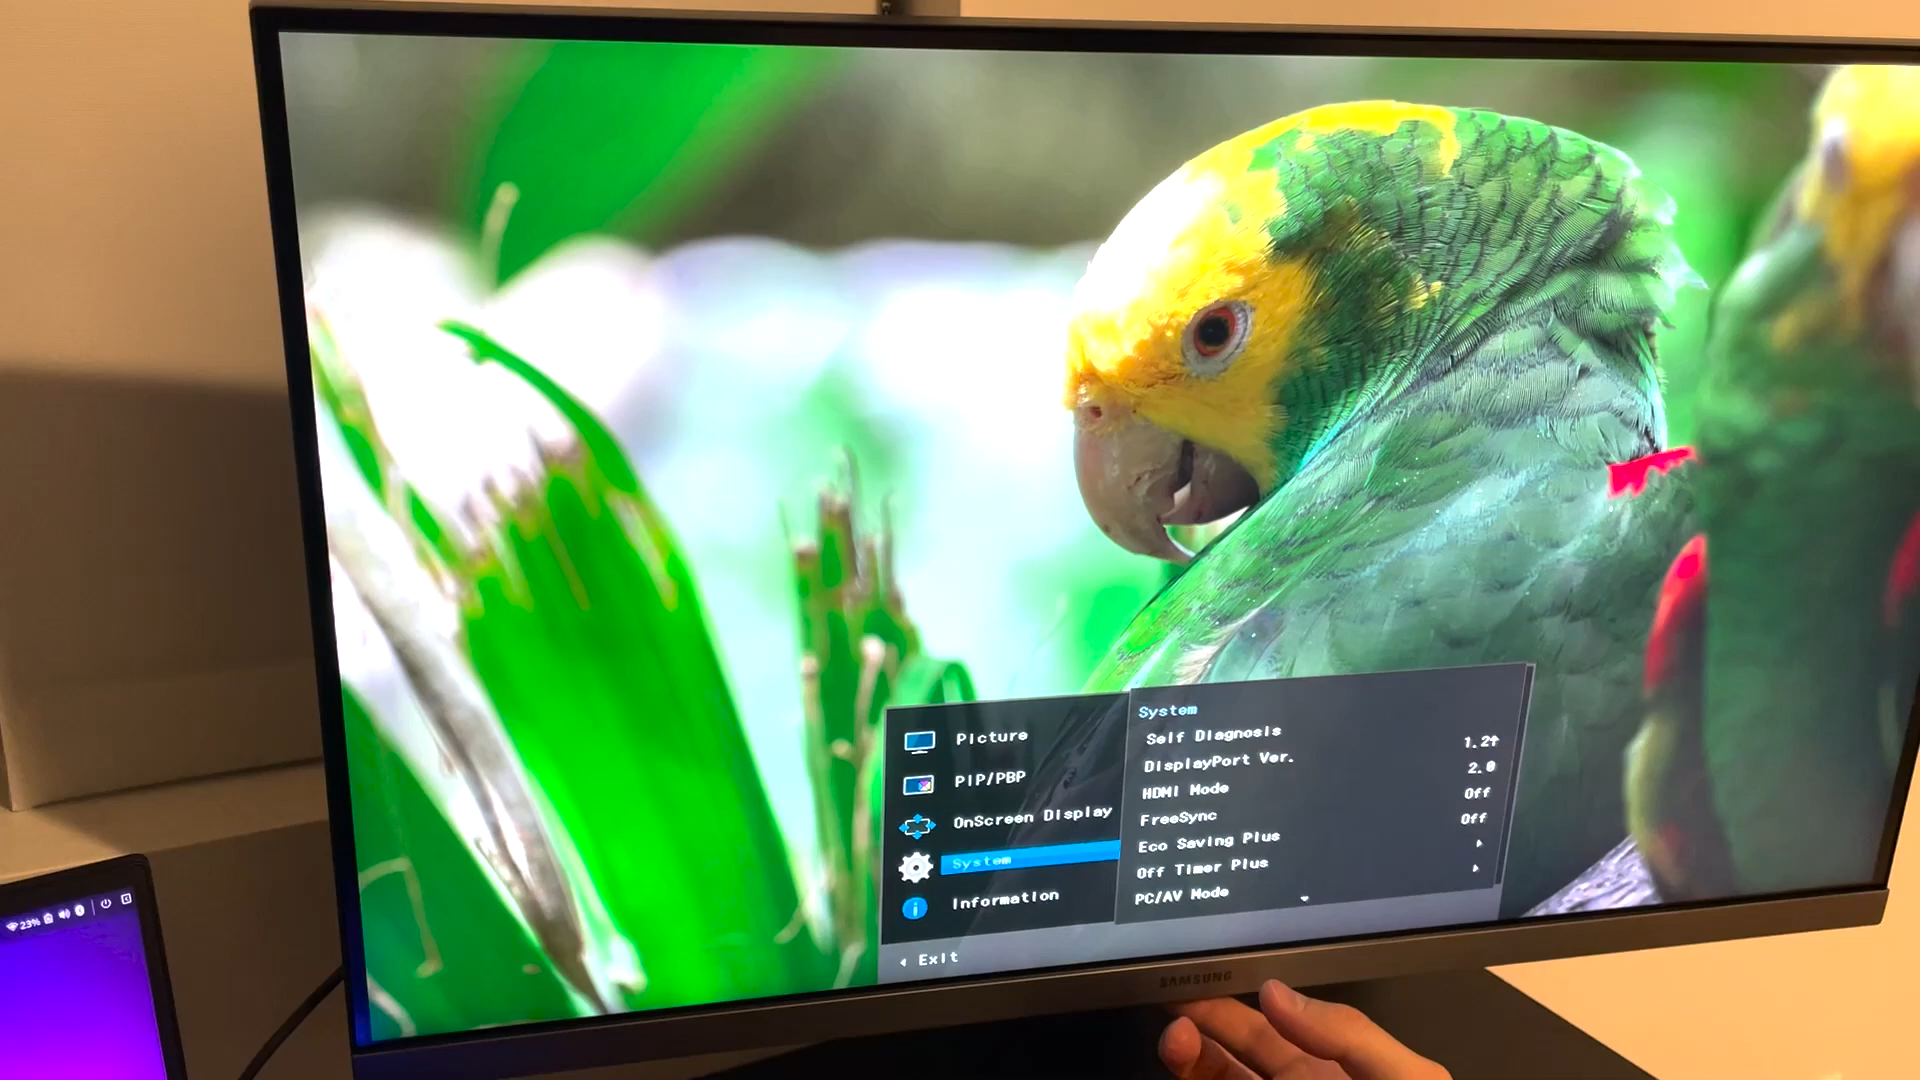 Picture
PIP/PBP
OnScreen Display
System
Information
Exit
System
Self Diagnosis
DisplayPort Ver. 1.2↑
HDMI Mode 2.0
FreeSync Off
Eco Saving Plus Off
Off Timer Plus
PC/AV Mode
SAMSUNG
23%